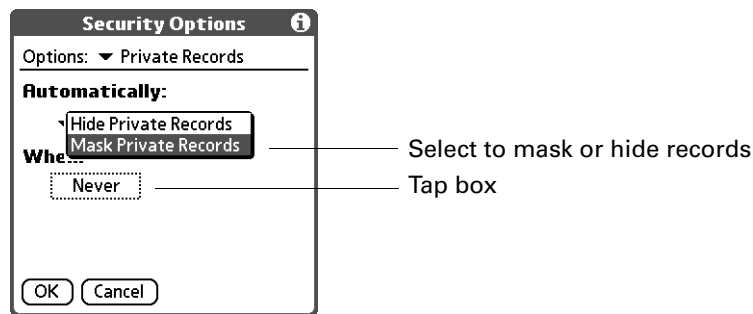 Security Options
Options: Private Records
Automatically:
Hide Private Records
Mask Private Records
Select to mask or hide records
Never
Tap box
OK Cancel